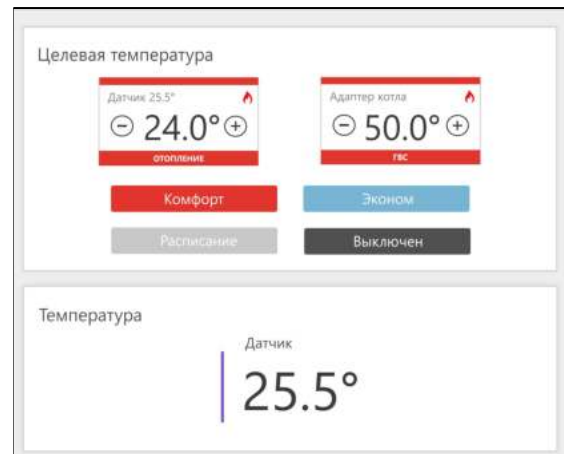 Целевая температура
Датчик 25.5°
24.0°
ОТОПЛЕНИЕ
Адаптер котла
50.0°
ГВС
Комфорт
Эконом
Расписание
Выключен
Температура
Датчик
25.5°